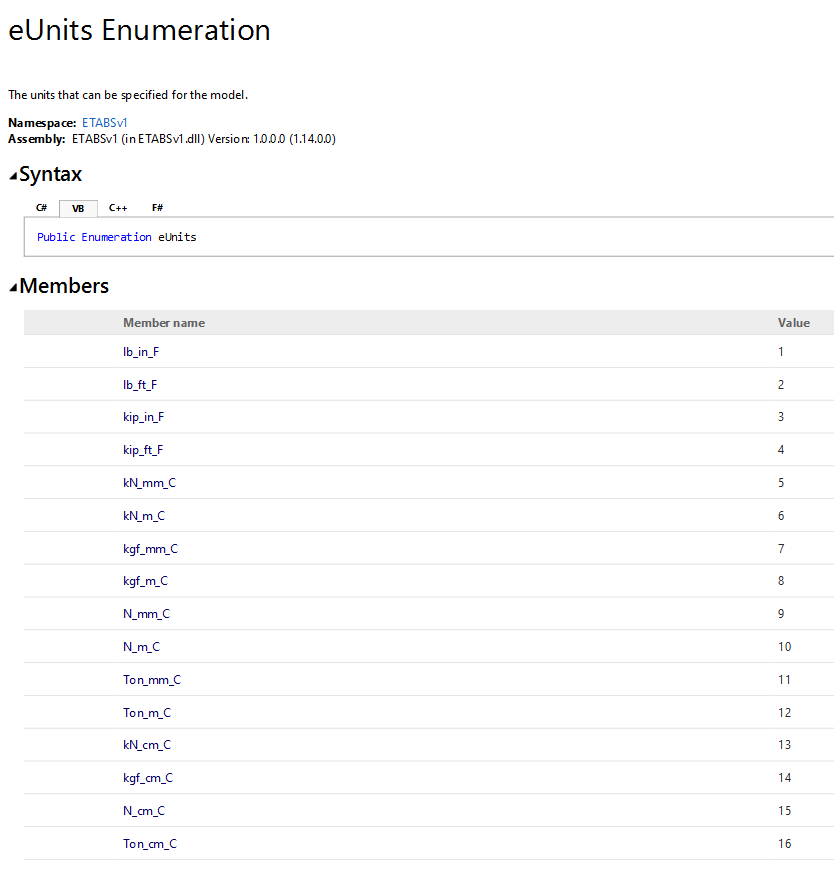 eUnits Enumeration
The units that can be specified for the model.
Namespace: ETABSv1
Assembly: ETABSv1 (in ETABSv1.dll) Version: 1.0.0.0 (1.14.0.0)
Syntax
C# VB C++ F#
Public Enumeration eUnits
Members
Member name Value
lb_in_F 1
lb_ft_F 2
kip_in_F 3
kip_ft_F 4
kN_mm_C 5
kN_m_C 6
kgf_mm_C 7
kgf_m_C 8
N_mm_C 9
N_m_C 10
Ton_mm_C 11
Ton_m_C 12
kN_cm_C 13
kgf_cm_C 14
N_cm_C 15
Ton_cm_C 16